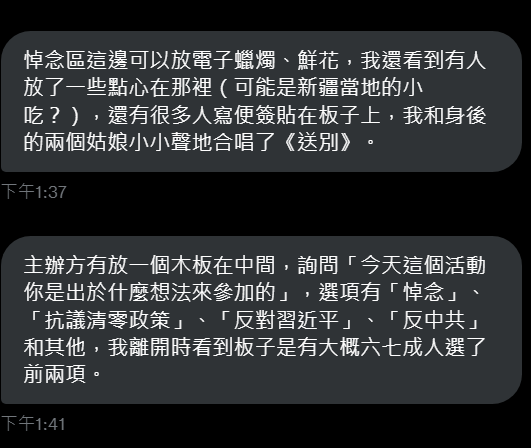 悼念區這邊可以放電子蠟燭、鮮花，我還看到有人
放了一些點心在那裡（可能是新疆當地的小
吃？），還有很多人寫便簽貼在板子上，我和身後
的兩個姑娘小小聲地合唱了《送別》。
下午1:37
主辦方有放一個木板在中間，詢問「今天這個活動
你是出於什麼想法來參加的」，選項有「悼念」、
「抗議清零政策」、「反對習近平」、「反中共」
和其他，我離開時看到板子是有大概六七成人選了
前兩項。
下午1:41